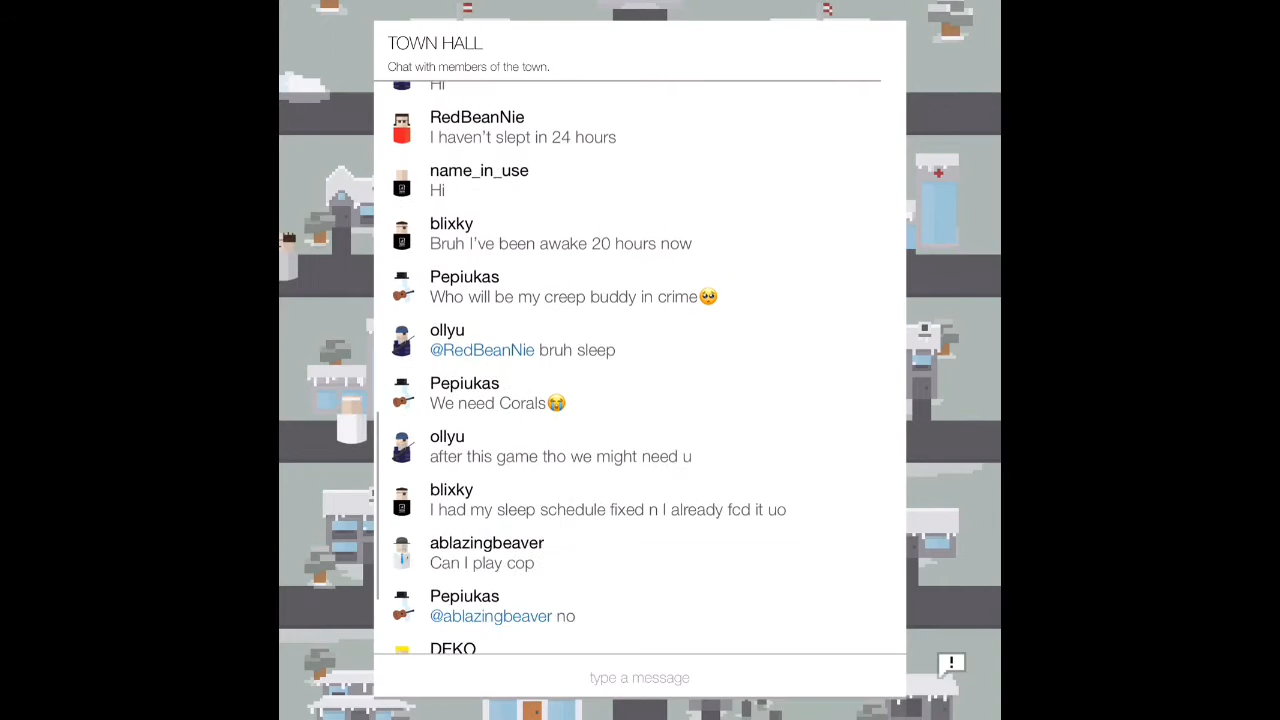 TOWN HALL
Chat with members of the town.
Hi
RedBeanNie
I haven't slept in 24 hours
name_in_use
Hi
blixky
Bruh I've been awake 20 hours now
Pepiukas
Who will be my creep buddy in crime🥺
ollyu
@RedBeanNie bruh sleep
Pepiukas
We need Corals😭
ollyu
after this game tho we might need u
blixky
I had my sleep schedule fixed n I already fcd it uo
ablazingbeaver
Can I play cop
Pepiukas
@ablazingbeaver no
DEKO
type a message
!